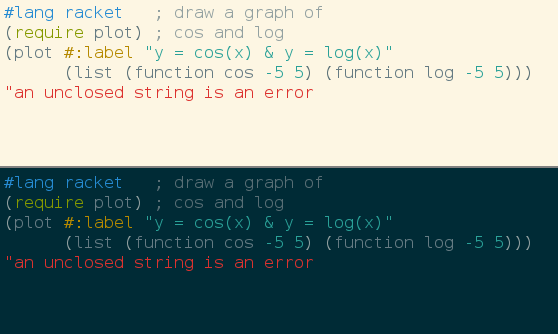 #lang racket   ; draw a graph of
(require plot) ; cos and log
(plot #:label "y = cos(x) & y = log(x)"
      (list (function cos -5 5) (function log -5 5)))
"an unclosed string is an error
#lang racket   ; draw a graph of
(require plot) ; cos and log
(plot #:label "y = cos(x) & y = log(x)"
      (list (function cos -5 5) (function log -5 5)))
"an unclosed string is an error